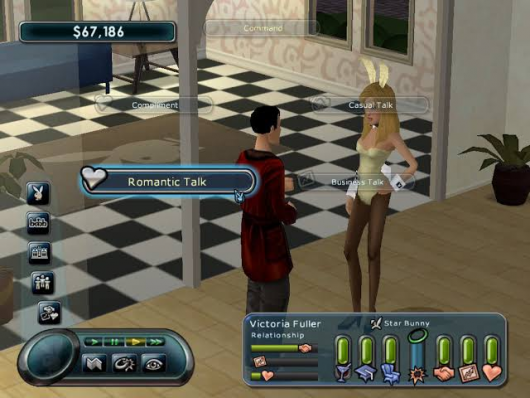 $67,186
Command
Compliment
Casual Talk
Romantic Talk
Business Talk
Victoria Fuller
Star Bunny
Relationship